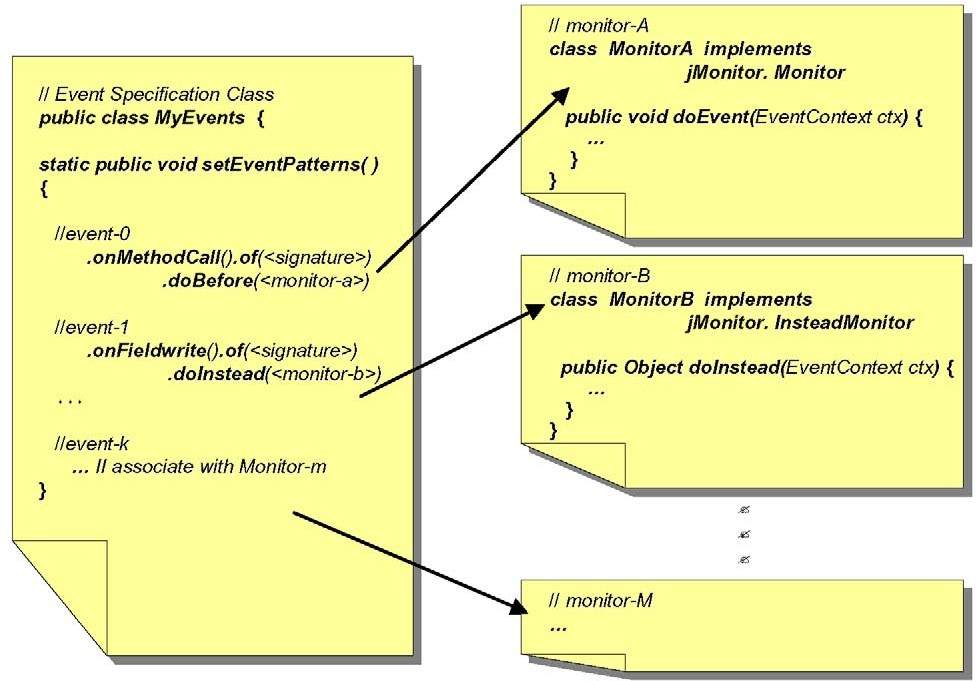 // Event Specification Class
public class MyEvents {
static public void setEventPatterns( )
{
//event-0
.onMethodCall().of(<signature>)
.doBefore(<monitor-a>)
//event-1
.onFieldwrite().of(<signature>)
.doInstead(<monitor-b>)
. . .
//event-k
... // associate with Monitor-m
}
// monitor-A
class MonitorA implements
jMonitor. Monitor
public void doEvent(EventContext ctx) {
...
}
}
// monitor-B
class MonitorB implements
jMonitor. InsteadMonitor
public Object doInstead(EventContext ctx) {
...
}
}
// monitor-M
...